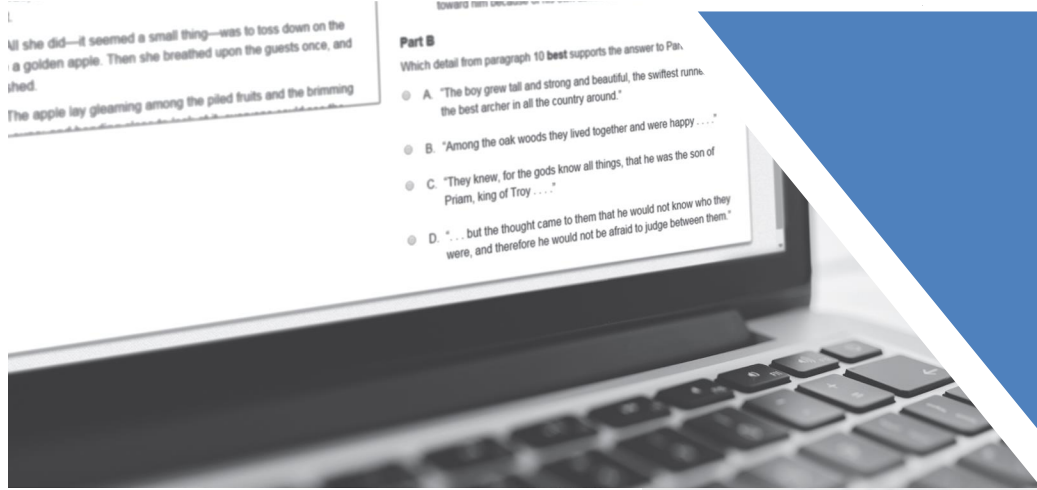 All she did—it seemed a small thing—was to toss down on the
a golden apple. Then she breathed upon the guests once, and
The apple lay gleaming among the piled fruits and the brimming
toward him because of his
Part B
Which detail from paragraph 10 best supports the answer to
A. "The boy grew tall and strong and beautiful, the swiftest
the best archer in all the country around."
B. "Among the oak woods they lived together and were happy . . . ."
C. "They knew, for the gods know all things, that he was the son of
Priam, king of Troy . . . ."
D. ". . . but the thought came to them that he would not know who they
were, and therefore he would not be afraid to judge between them."